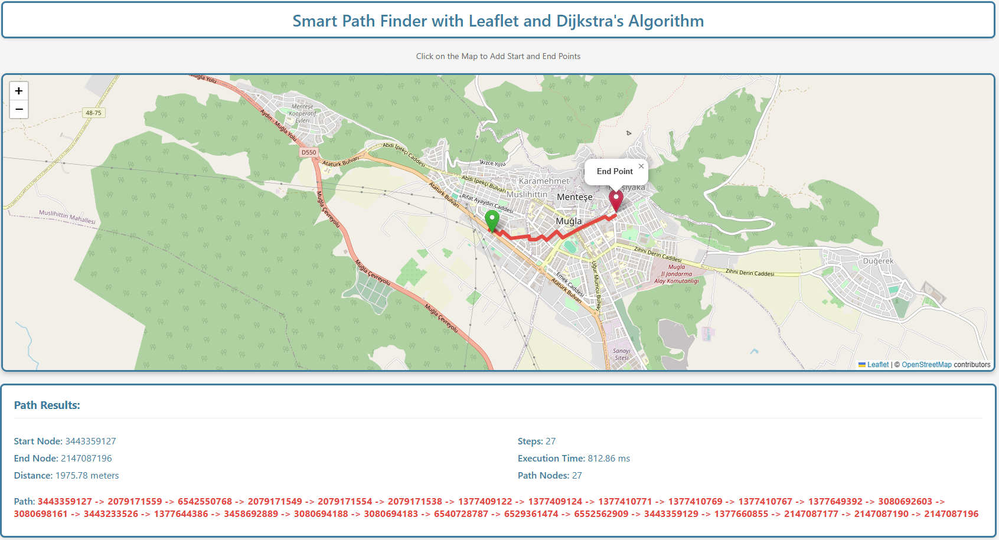 Smart Path Finder with Leaflet and Dijkstra's Algorithm
Click on the Map to Add Start and End Points
+
−
48-75
Muğla Yolu
Aydın - Muğla Yolu
Menteşe
Kooperatif
Evleri
D550
Atatürk Bulvarı
Abdi İpekçi Caddesi
İkizce Yolu
Abdi İpekçi Bulvarı
Atatürk Bulvarı
Rıfat Ayaydın Caddesi
Karamehmet
Muslihittin
Menteşe
End Point
×
Muğla
Muğla Çevreyolu
Muslihittin Mahallesi
Muğla Çevreyolu
Muğla Çevreyolu
Zihni Derin Caddesi
Zihni Derin Caddesi
Düğerek
Mugla
Il Jandarma
Alay Komutanligi
Emek Caddesi
Atatürk Bulvarı
Uğur Mumcu Bulvarı
Sanayi
Sitesi
Leaflet | © OpenStreetMap contributors
Path Results:
Start Node: 3443359127
End Node: 2147087196
Distance: 1975.78 meters
Steps: 27
Execution Time: 812.86 ms
Path Nodes: 27
Path: 3443359127 -> 2079171559 -> 6542550768 -> 2079171549 -> 2079171554 -> 2079171538 -> 1377409122 -> 1377409124 -> 1377410771 -> 1377410769 -> 1377410767 -> 1377649392 -> 3080692603 ->
3080698161 -> 3443233526 -> 1377644386 -> 3458692889 -> 3080694188 -> 3080694183 -> 6540728787 -> 6529361474 -> 6552562909 -> 3443359129 -> 1377660855 -> 2147087177 -> 2147087190 -> 2147087196